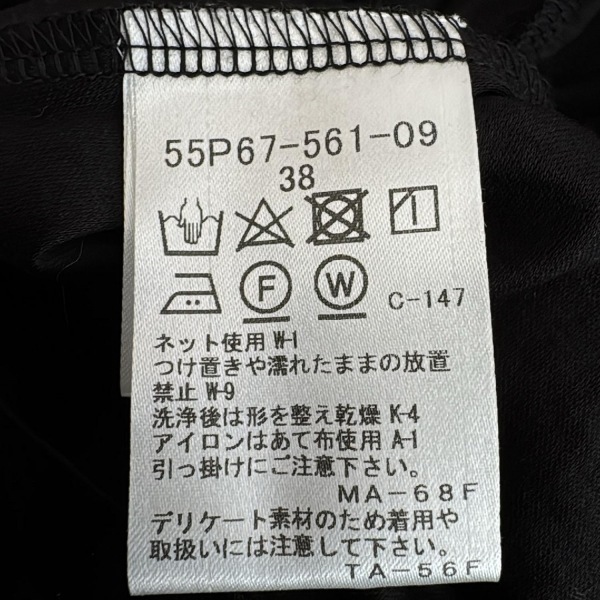 55P67-561-09
38
F W C-147
ネット使用 W-1
つけ置きや濡れたままの放置
禁止 W-9
洗浄後は形を整え乾燥 K-4
アイロンはあて布使用 A-1
引っ掛けにご注意下さい。
MA-68F
デリケート素材のため着用や
取扱いには注意して下さい。
TA-56F